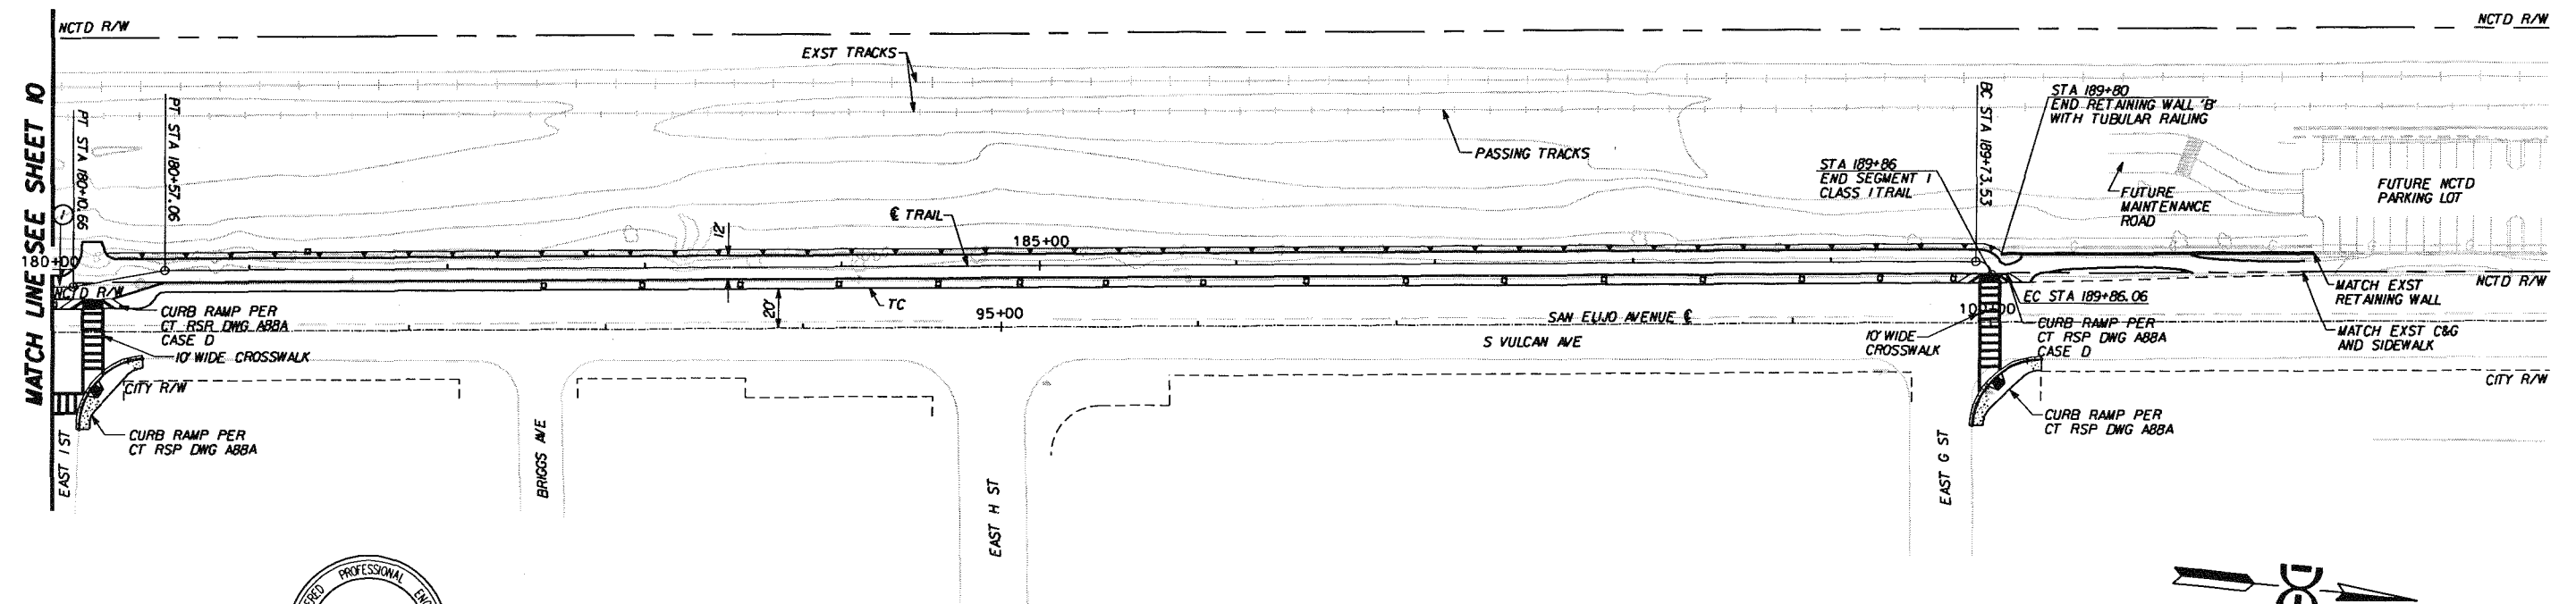 NCTD R/W
NCTD R/W
EXST TRACKS
MATCH LINE SEE SHEET 10
PT STA 180+10.66
PT STA 180+57.06
BC STA 189+73.53
STA 189+80
END RETAINING WALL 'B'
WITH TUBULAR RAILING
PASSING TRACKS
STA 189+86
END SEGMENT 1
CLASS 1 TRAIL
FUTURE
MAINTENANCE
ROAD
FUTURE NCTD
PARKING LOT
1
℄ TRAIL
12'
185+00
180+00
NCTD R/W
NCTD R/W
CURB RAMP PER
CT RSR DWG A88A
CASE D
10' WIDE CROSSWALK
20'
TC
95+00
SAN ELIJO AVENUE ℄
S VULCAN AVE
100+00
EC STA 189+86.06
10' WIDE
CROSSWALK
CURB RAMP PER
CT RSP DWG A88A
CASE D
MATCH EXST
RETAINING WALL
MATCH EXST C&G
AND SIDEWALK
CITY R/W
CITY R/W
CURB RAMP PER
CT RSP DWG A88A
CURB RAMP PER
CT RSP DWG A88A
EAST I ST
BRIGGS AVE
EAST H ST
EAST G ST
PROFESSIONAL